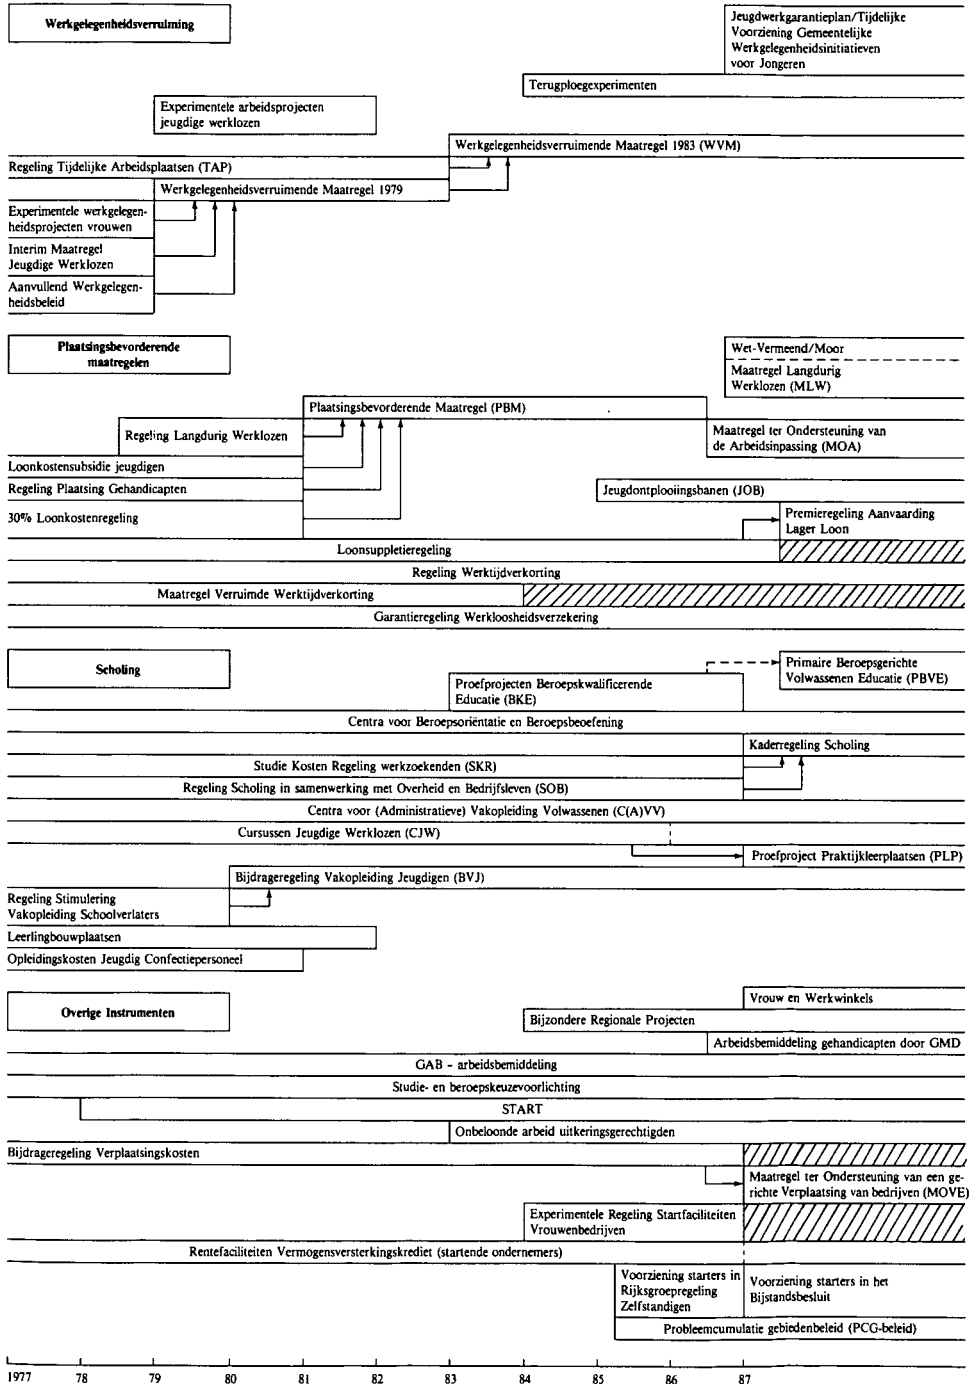 Werkgelegenheidsverruiming
Jeugdwerkgarantieplan/Tijdelijke
Voorziening Gemeentelijke
Werkgelegenheidsinitiatieven
voor Jongeren
Terugploegexperimenten
Experimentele arbeidsprojecten
jeugdige werklozen
Werkgelegenheidsverruimende Maatregel 1983 (WVM)
Regeling Tijdelijke Arbeidsplaatsen (TAP)
Werkgelegenheidsverruimende Maatregel 1979
Experimentele werkgelegen-
heidsprojecten vrouwen
Interim Maatregel
Jeugdige Werklozen
Aanvullend Werkgelegen-
heidsbeleid
Plaatsingsbevorderende
maatregelen
Wet-Vermeend/Moor
Maatregel Langdurig
Werklozen (MLW)
Plaatsingsbevorderende Maatregel (PBM)
Regeling Langdurig Werklozen
Maatregel ter Ondersteuning van
de Arbeidsinpassing (MOA)
Loonkostensubsidie jeugdigen
Regeling Plaatsing Gehandicapten
Jeugdontplooiingsbanen (JOB)
30% Loonkostenregeling
Premieregeling Aanvaarding
Lager Loon
Loonsuppletieregeling
Regeling Werktijdverkorting
Maatregel Verruimde Werktijdverkorting
Garantieregeling Werkloosheidsverzekering
Scholing
Primaire Beroepsgerichte
Volwassenen Educatie (PBVE)
Proefprojecten Beroepskwalificerende
Educatie (BKE)
Centra voor Beroepsoriëntatie en Beroepsbeoefening
Kaderregeling Scholing
Studie Kosten Regeling werkzoekenden (SKR)
Regeling Scholing in samenwerking met Overheid en Bedrijfsleven (SOB)
Centra voor (Administratieve) Vakopleiding Volwassenen (C(A)VV)
Cursussen Jeugdige Werklozen (CJW)
Proefproject Praktijkleerplaatsen (PLP)
Bijdrageregeling Vakopleiding Jeugdigen (BVJ)
Regeling Stimulering
Vakopleiding Schoolverlaters
Leerlingbouwplaatsen
Opleidingskosten Jeugdig Confectiepersoneel
Overige Instrumenten
Vrouw en Werkwinkels
Bijzondere Regionale Projecten
Arbeidsbemiddeling gehandicapten door GMD
GAB - arbeidsbemiddeling
Studie- en beroepskeuzevoorlichting
START
Onbeloonde arbeid uitkeringsgerechtigden
Bijdrageregeling Verplaatsingskosten
Maatregel ter Ondersteuning van een ge-
richte Verplaatsing van bedrijven (MOVE)
Experimentele Regeling Startfaciliteiten
Vrouwenbedrijven
Rentefaciliteiten Vermogensversterkingskrediet (startende ondernemers)
Voorziening starters in
Rijksgroepregeling
Zelfstandigen
Voorziening starters in het
Bijstandsbesluit
Probleemcumulatie gebiedenbeleid (PCG-beleid)
1977 78 79 80 81 82 83 84 85 86 87